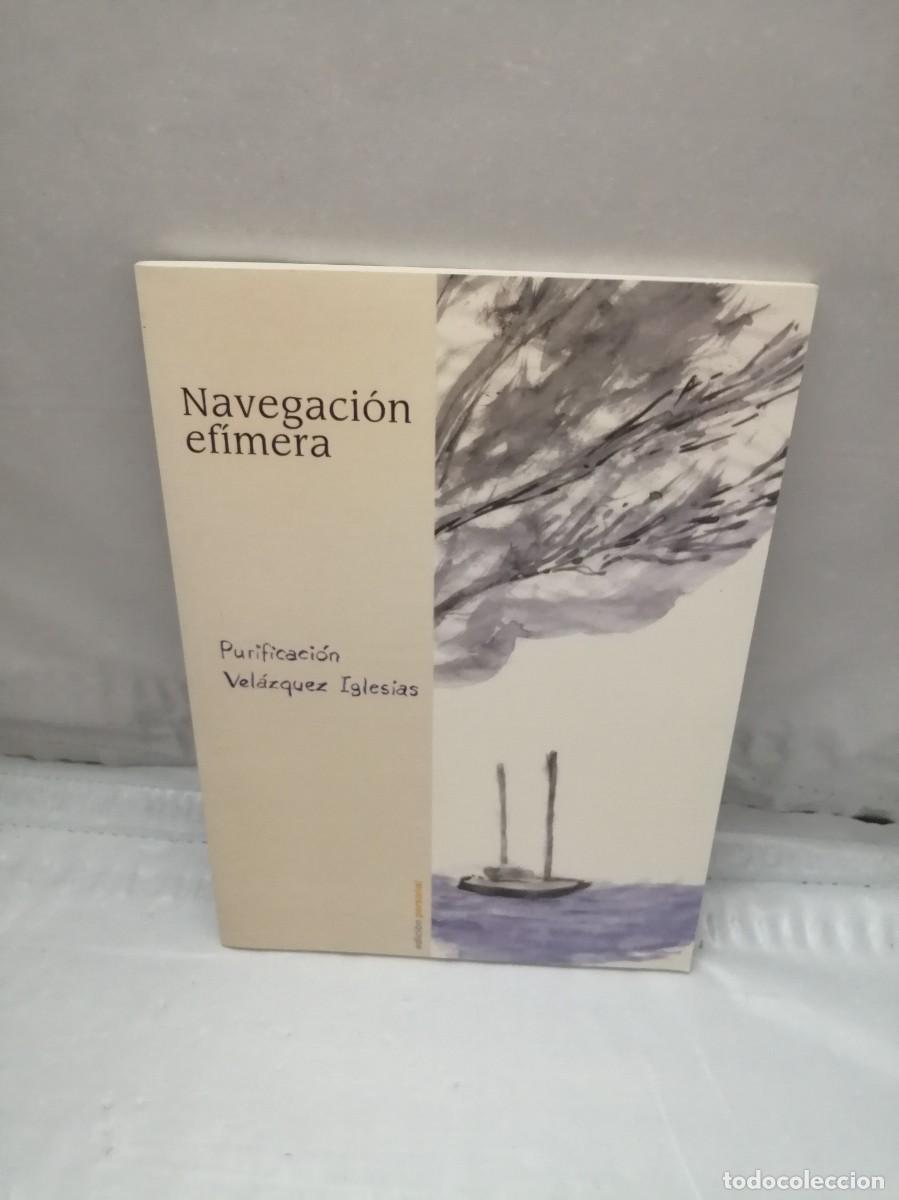 Navegación
efímera
Purificación
Velázquez Iglesias
edición personal
todocoleccion